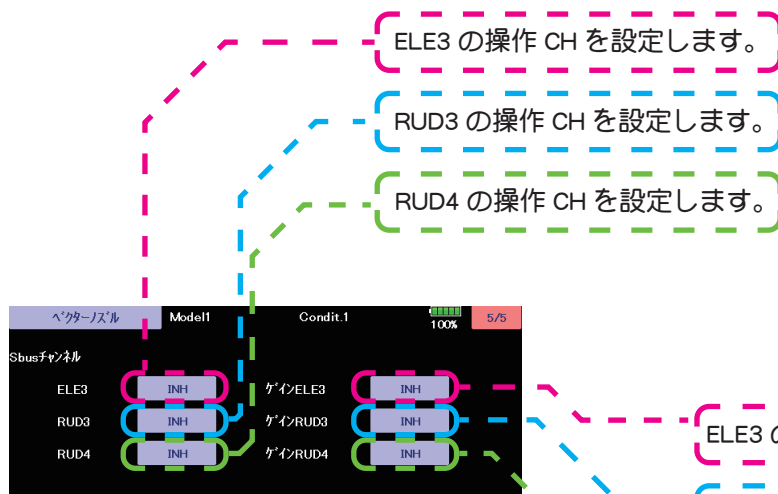 ELE3 の操作 CH を設定します。
RUD3 の操作 CH を設定します。
RUD4 の操作 CH を設定します。
ベクターノズル Model1 Condit.1 100% 5/5
Sbusチャンネル
ELE3 INH ゲインELE3 INH
RUD3 INH ゲインRUD3 INH
RUD4 INH ゲインRUD4 INH
ELE3